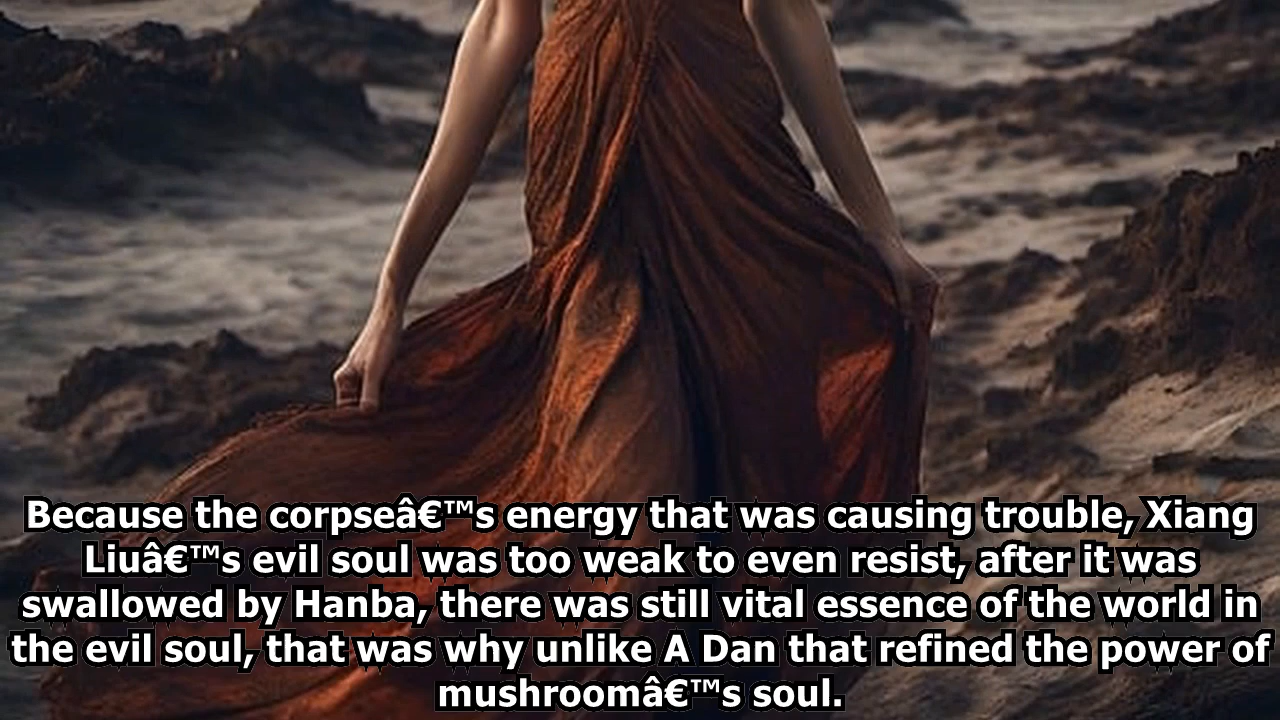 Because the corpseâ€™s energy that was causing trouble, Xiang
Liuâ€™s evil soul was too weak to even resist, after it was
swallowed by Hanba, there was still vital essence of the world in
the evil soul, that was why unlike A Dan that refined the power of
mushroomâ€™s soul.